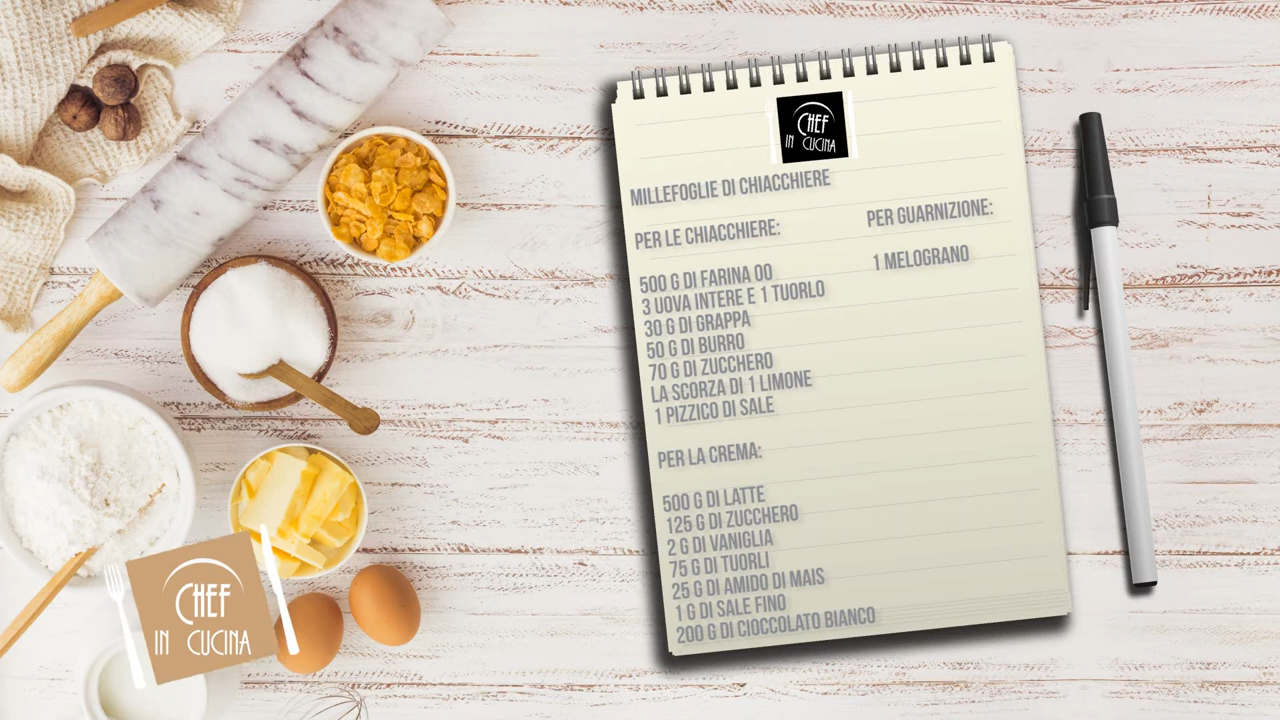 CHEF
IN CUCINA
MILLEFOGLIE DI CHIACCHIERE
PER LE CHIACCHIERE:
500 G DI FARINA 00
3 UOVA INTERE E 1 TUORLO
30 G DI GRAPPA
50 G DI BURRO
70 G DI ZUCCHERO
LA SCORZA DI 1 LIMONE
1 PIZZICO DI SALE
PER LA CREMA:
500 G DI LATTE
125 G DI ZUCCHERO
2 G DI VANIGLIA
75 G DI TUORLI
25 G DI AMIDO DI MAIS
1 G DI SALE FINO
200 G DI CIOCCOLATO BIANCO
PER GUARNIZIONE:
1 MELOGRANO
CHEF
IN CUCINA